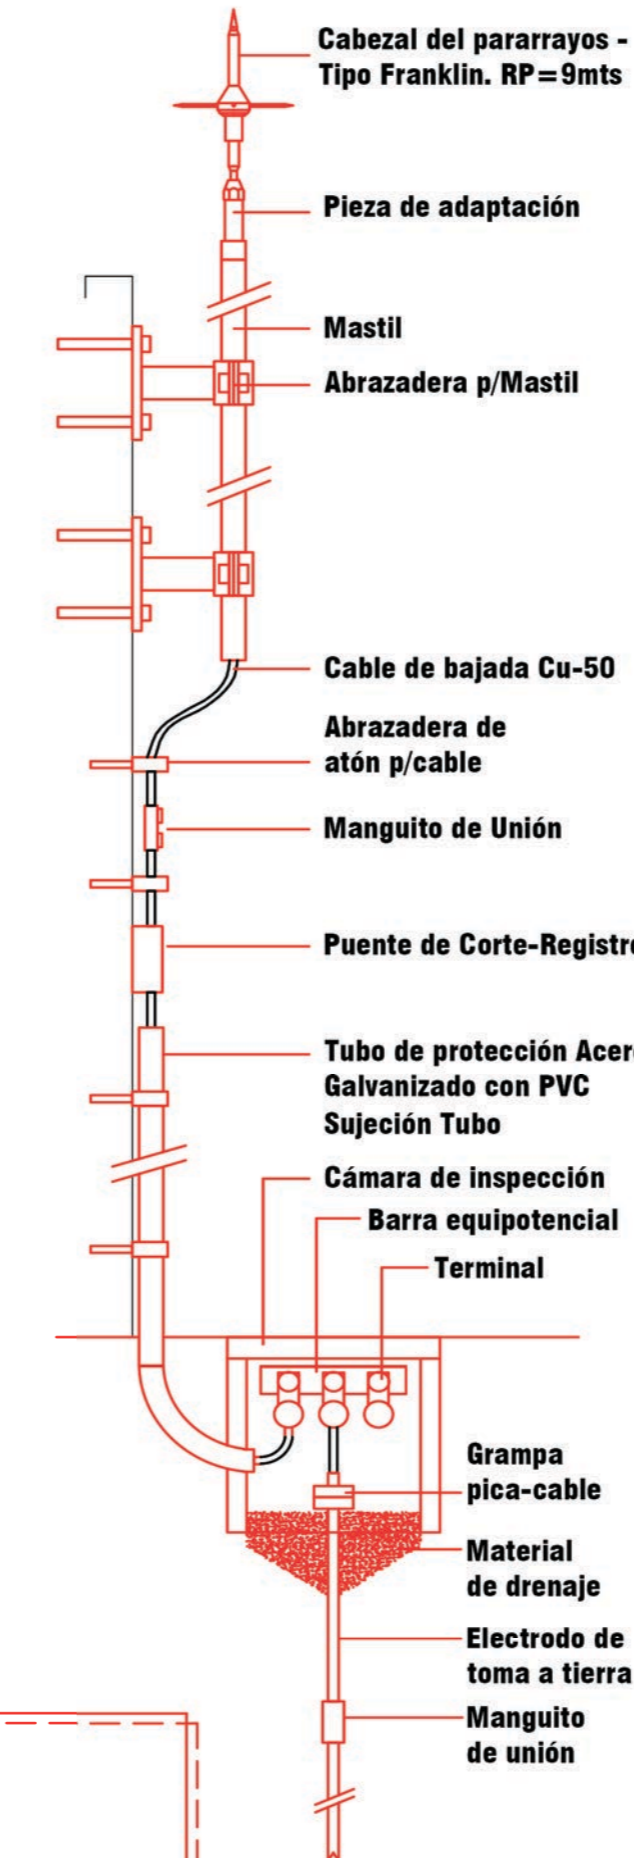 Cabezal del pararrayos -
Tipo Franklin. RP=9mts
Pieza de adaptación
Mastil
Abrazadera p/Mastil
Cable de bajada Cu-50
Abrazadera de
atón p/cable
Manguito de Unión
Puente de Corte-Registro
Tubo de protección Acero
Galvanizado con PVC
Sujeción Tubo
Cámara de inspección
Barra equipotencial
Terminal
Grampa
pica-cable
Material
de drenaje
Electrodo de
toma a tierra
Manguito
de unión